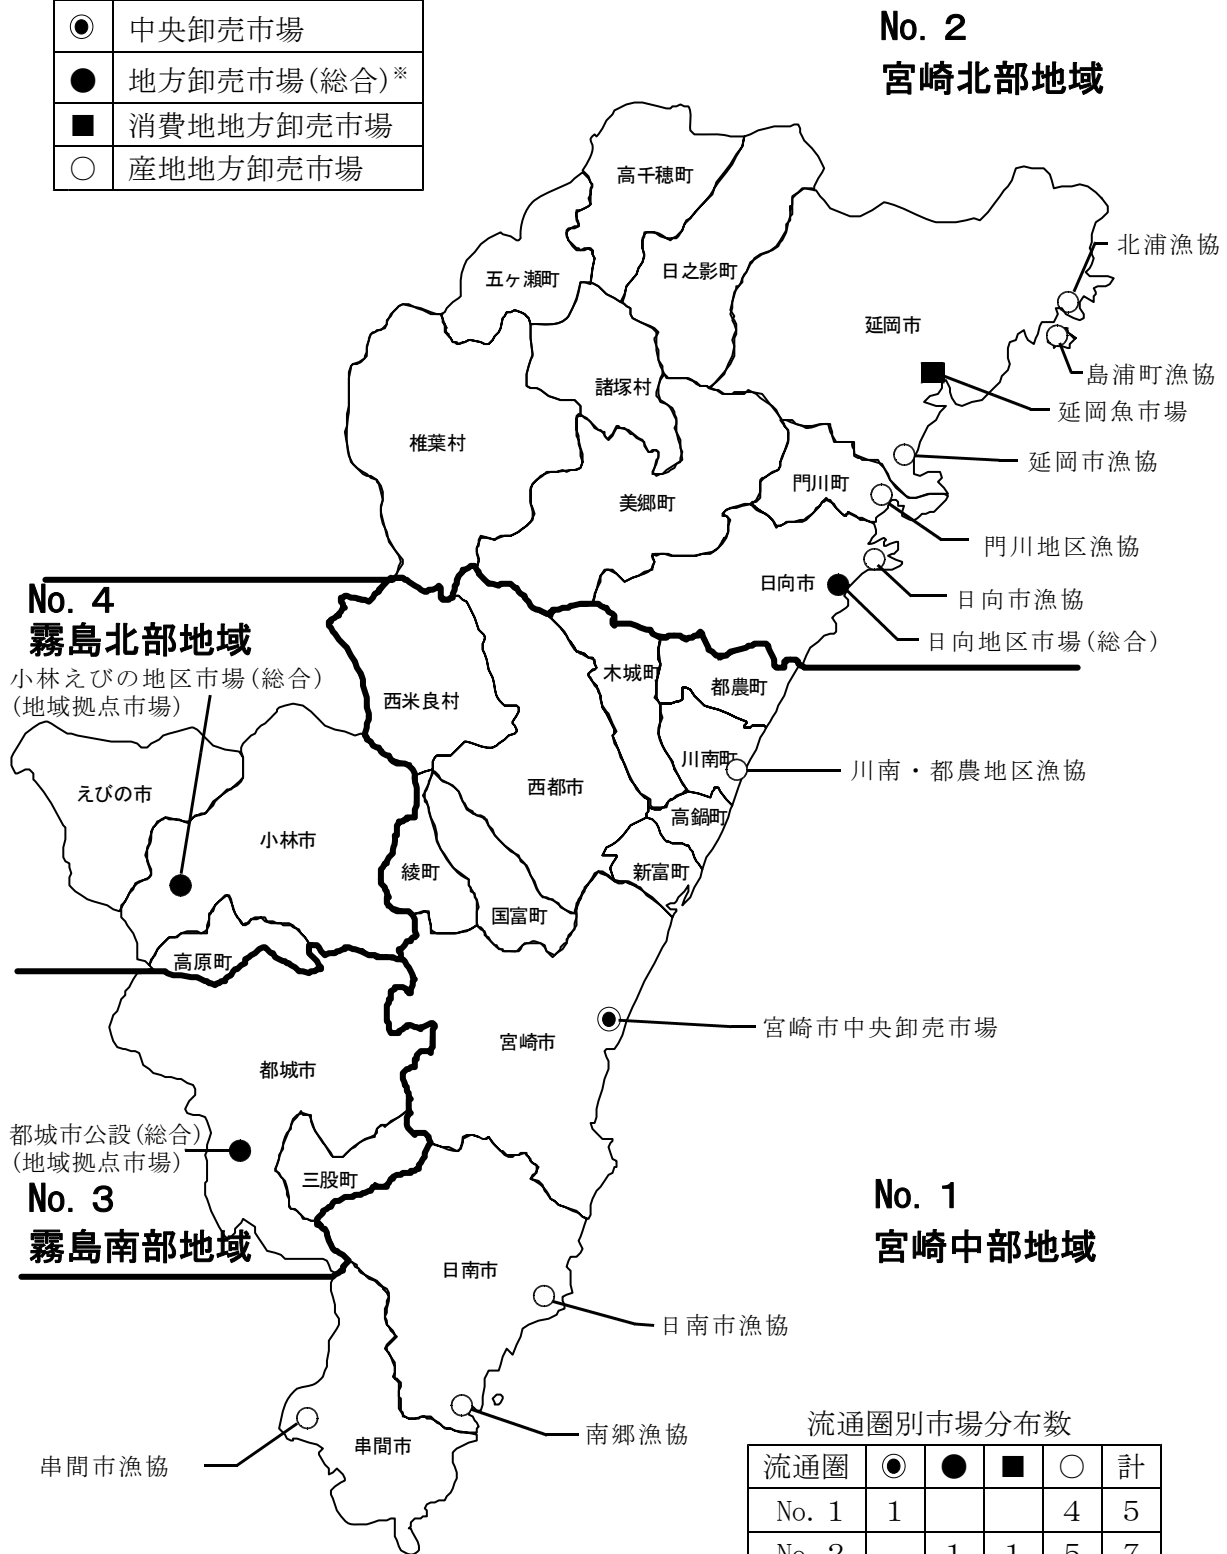 ◉ 中央卸売市場
● 地方卸売市場(総合)※
■ 消費地地方卸売市場
○ 産地地方卸売市場
No. 2
宮崎北部地域
高千穂町
北浦漁協
日之影町
五ヶ瀬町
延岡市
島浦町漁協
諸塚村
延岡魚市場
椎葉村
延岡市漁協
門川町
美郷町
門川地区漁協
日向市
日向市漁協
No. 4
霧島北部地域
日向地区市場(総合)
小林えびの地区市場(総合)
(地域拠点市場)
木城町
都農町
西米良村
川南町
川南・都農地区漁協
えびの市
西都市
高鍋町
小林市
綾町
新富町
国富町
高原町
宮崎市中央卸売市場
宮崎市
都城市
都城市公設(総合)
(地域拠点市場)
三股町
No. 3
霧島南部地域
No. 1
宮崎中部地域
日南市
日南市漁協
南郷漁協
串間市
串間市漁協
流通圏別市場分布数
流通圏 ◉ ● ■ ○ 計
No. 1 1 4 5
No. 2 1 1 5 7